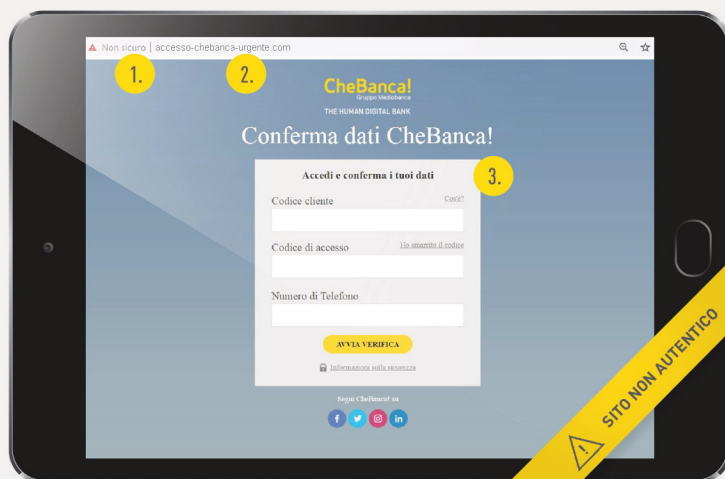 Non sicuro | accesso-chebanca-urgente.com
1.
2.
CheBanca!
Gruppo Mediobanca
THE HUMAN DIGITAL BANK
Conferma dati CheBanca!
Accedi e conferma i tuoi dati
3.
Codice cliente
Cos'è?
Codice di accesso
Ho smarrito il codice
Numero di Telefono
AVVIA VERIFICA
Informazioni sulla sicurezza
Segui CheBanca! su
SITO NON AUTENTICO